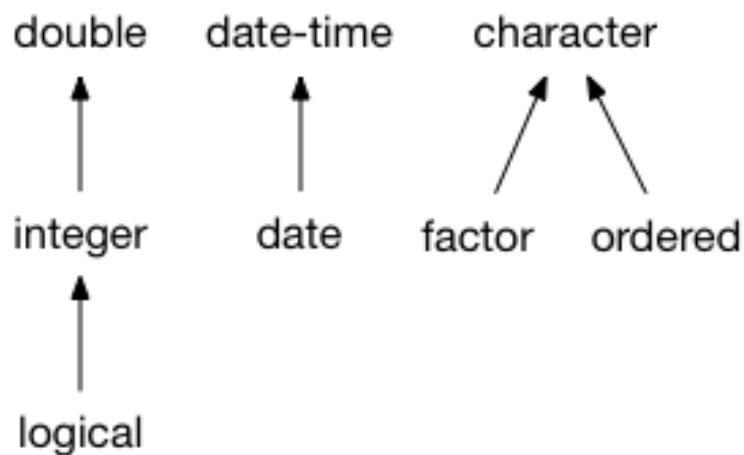 double date-time character
integer date factor ordered
logical